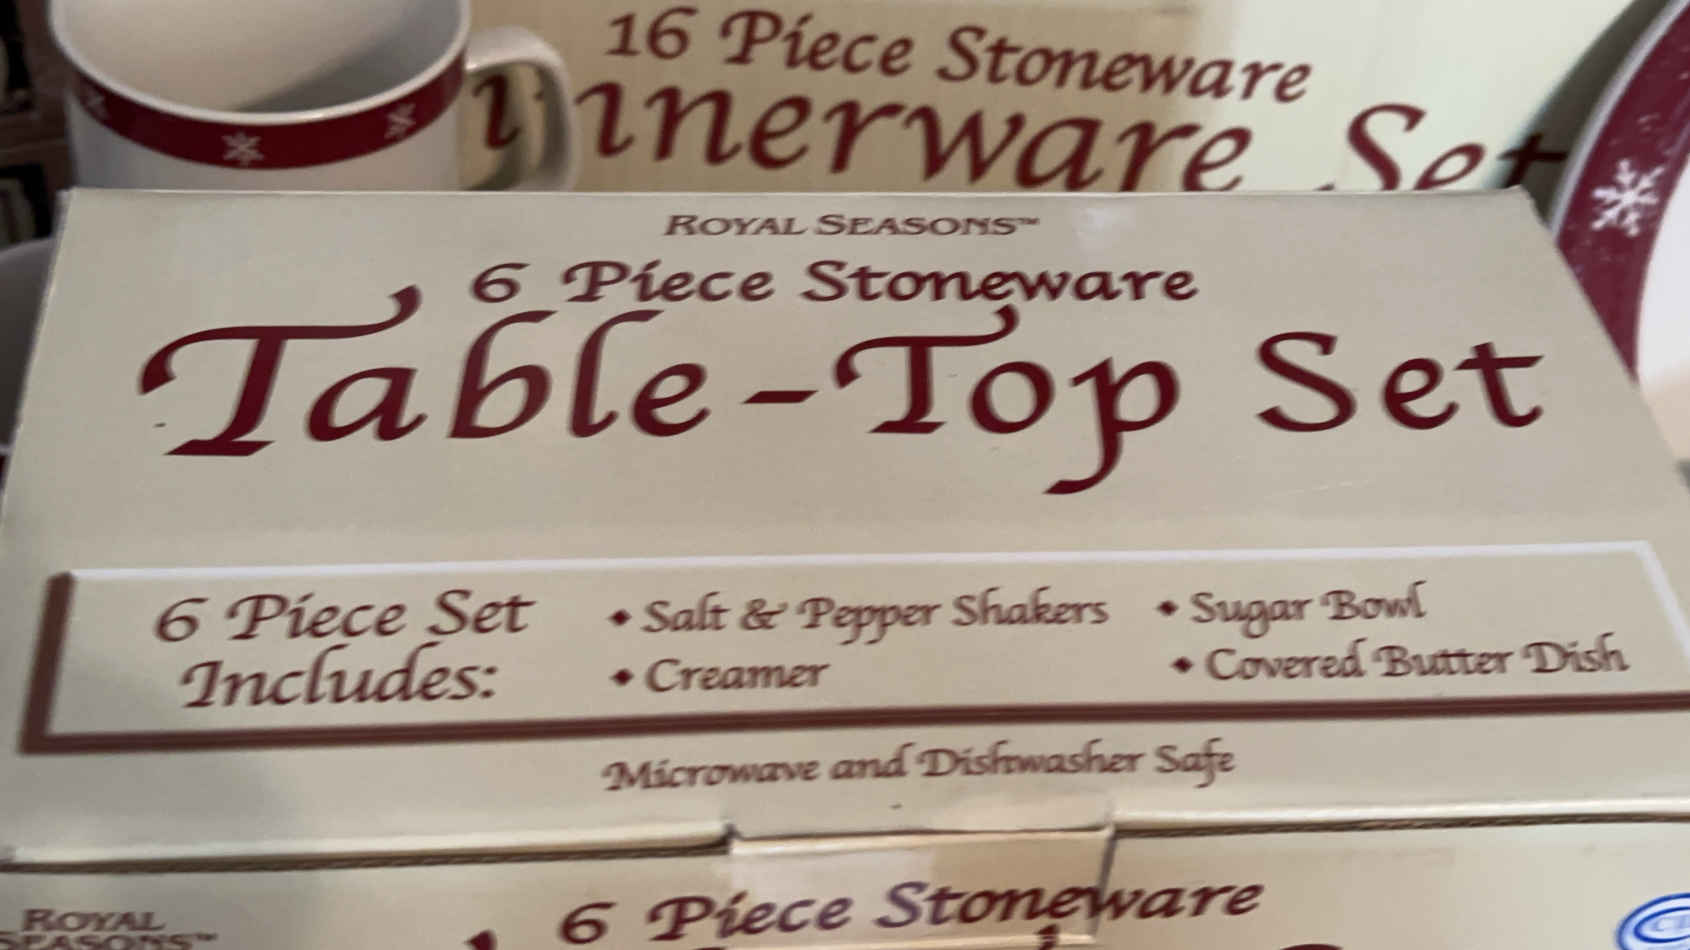 16 Piece Stoneware
innerware Set
ROYAL SEASONS™
6 Piece Stoneware
Table-Top Set
6 Piece Set
Includes:
• Salt & Pepper Shakers
• Creamer
• Sugar Bowl
• Covered Butter Dish
Microwave and Dishwasher Safe
6 Piece Stoneware
ROYAL
SEASONS™